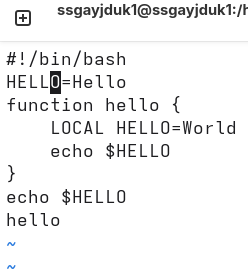 ssgayjduk1@ssgayjduk1:/h
#!/bin/bash
HELLO=Hello
function hello {
    LOCAL HELLO=World
    echo $HELLO
}
echo $HELLO
hello
~
~